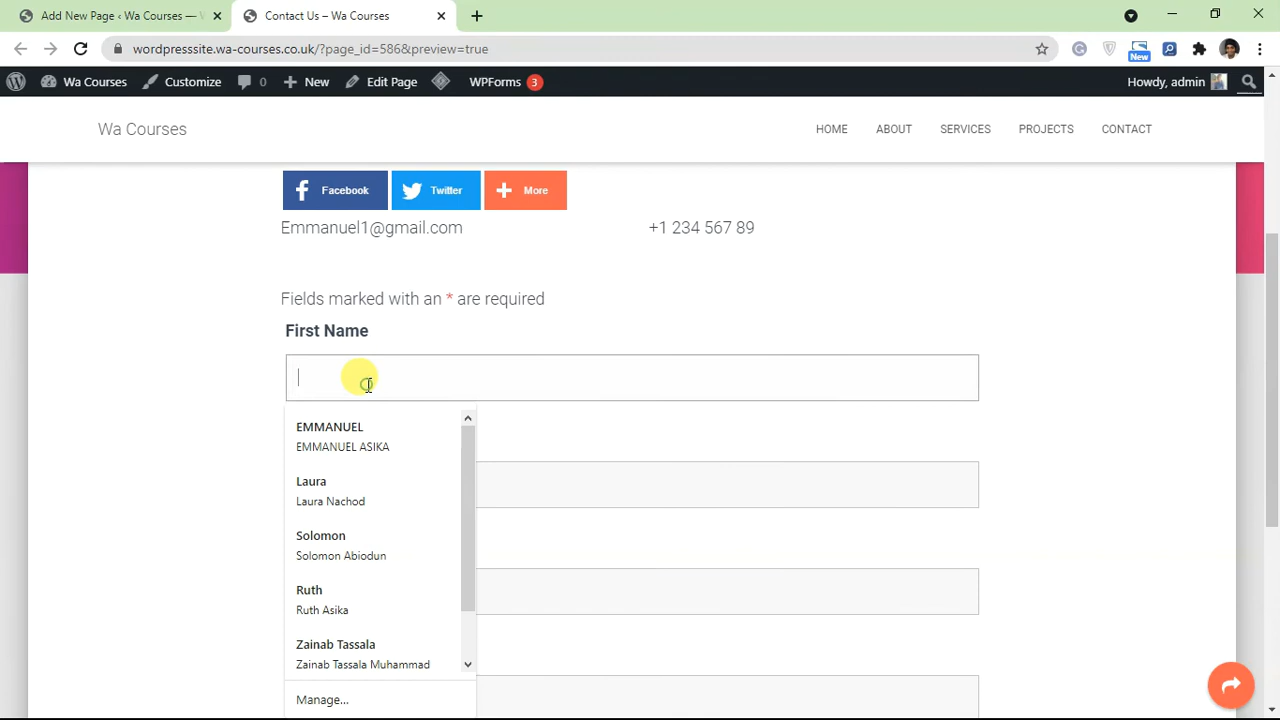 Add New Page ‹ Wa Courses — W
Contact Us – Wa Courses
wordpresssite.wa-courses.co.uk/?page_id=586&preview=true
New
Wa Courses
Customize
0
New
Edit Page
WPForms 3
Howdy, admin
Wa Courses
HOME
ABOUT
SERVICES
PROJECTS
CONTACT
Facebook
Twitter
More
Emmanuel1@gmail.com
+1 234 567 89
Fields marked with an * are required
First Name
EMMANUEL
EMMANUEL ASIKA
Laura
Laura Nachod
Solomon
Solomon Abiodun
Ruth
Ruth Asika
Zainab Tassala
Zainab Tassala Muhammad
Manage...